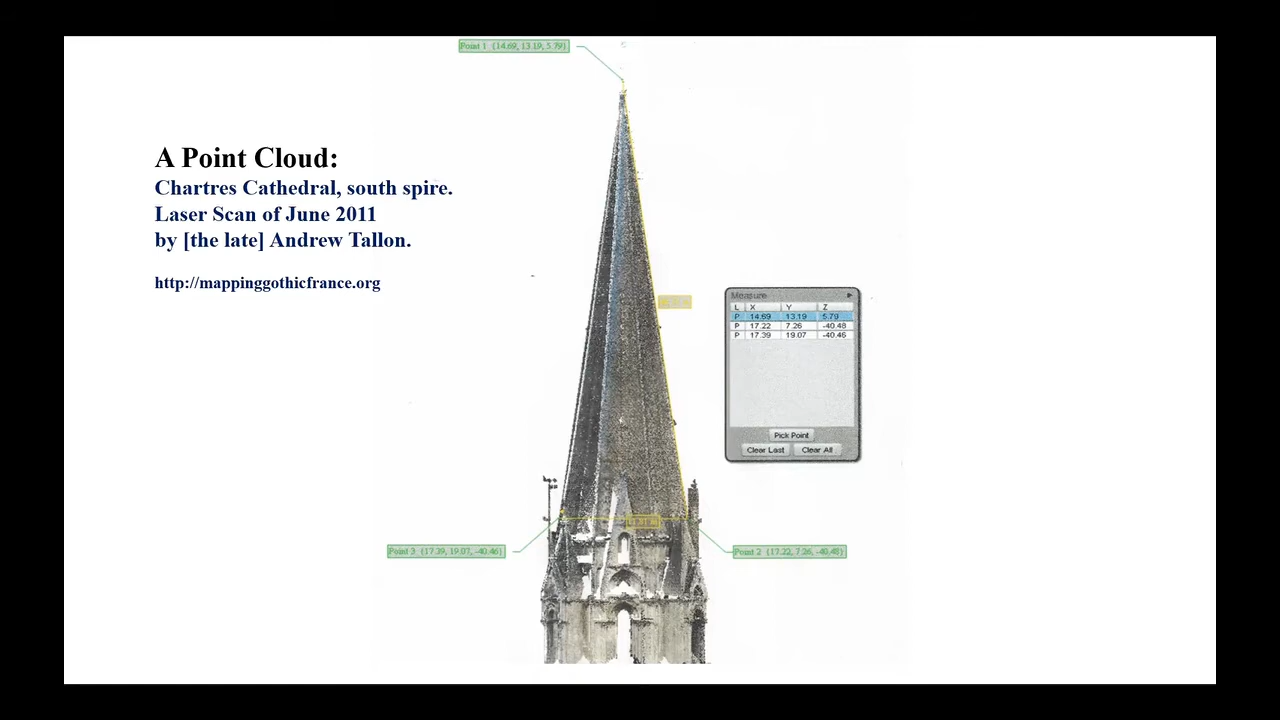 Point 1 {14.69, 13.19, 5.79}
A Point Cloud:
Chartres Cathedral, south spire.
Laser Scan of June 2011
by [the late] Andrew Tallon.
http://mappinggothicfrance.org
Measure
L X Y Z
P 14.69 13.19 5.79
P 17.22 7.26 -40.48
P 17.39 19.07 -40.46
Pick Point
Clear Last Clear All
Point 3 {17.39, 19.07, -40.46}
Point 2 {17.22, 7.26, -40.48}